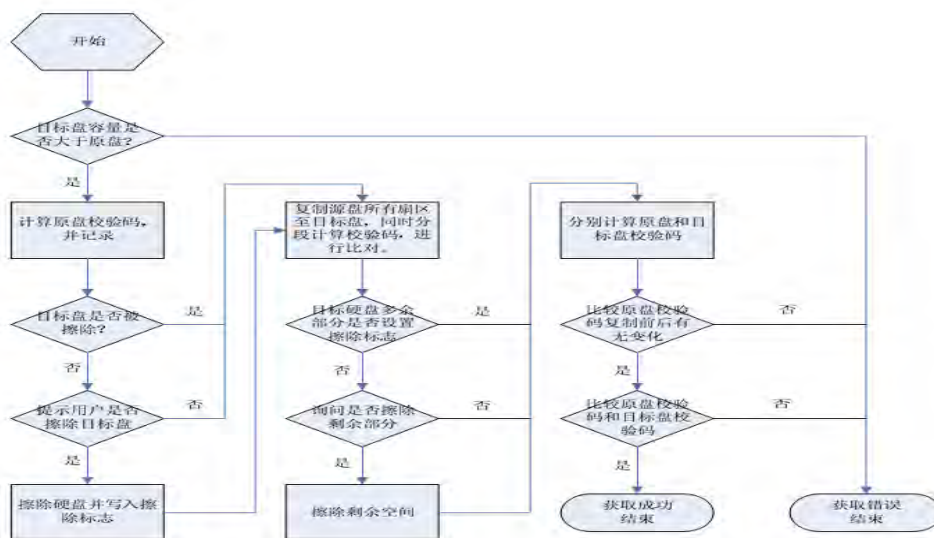 开始
目标盘容量是
否大于原盘?
是
计算原盘校验码,
并记录
目标盘是否被
擦除?
是
否
提示用户是否
擦除目标盘
否
是
擦除硬盘并写入擦
除标志
复制源盘所有扇区
至目标盘,同时分
段计算校验码,进
行比对。
目标硬盘多余
部分是否设置
擦除标志
是
否
询问是否擦除
剩余部分
否
是
擦除剩余空间
分别计算原盘和目
标盘校验码
比较原盘校验
码复制前后有
无变化
否
是
比较原盘校验
码和目标盘校
验码
否
是
获取成功
结束
获取错误
结束